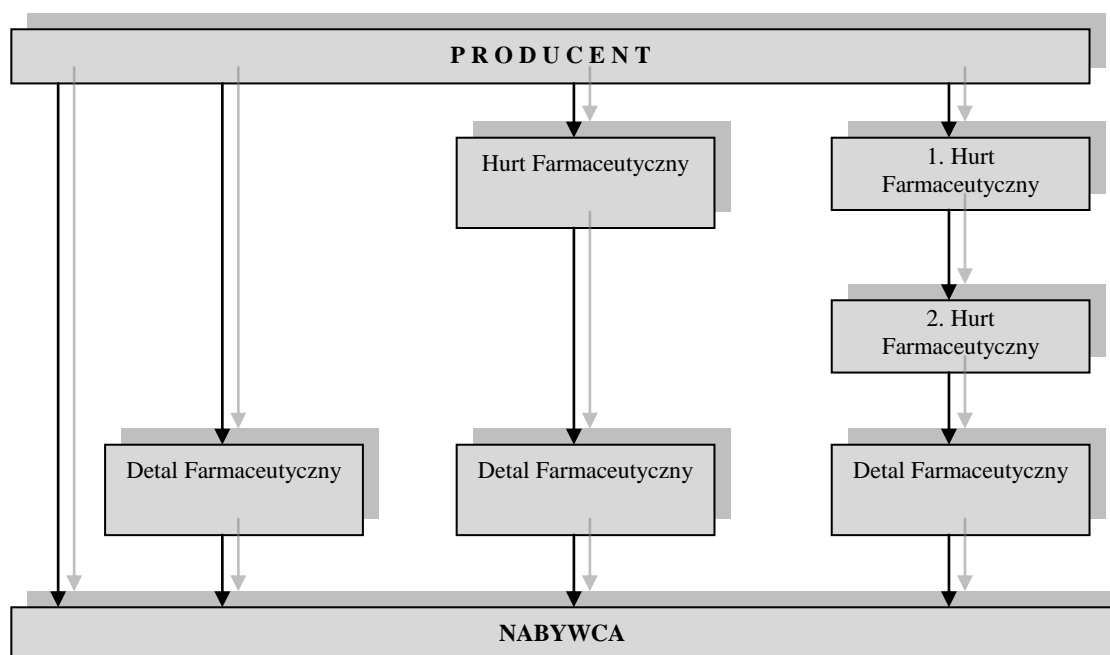 P R O D U C E N T
Hurt Farmaceutyczny
1. Hurt
Farmaceutyczny
2. Hurt
Farmaceutyczny
Detal Farmaceutyczny
Detal Farmaceutyczny
Detal Farmaceutyczny
NABYWCA